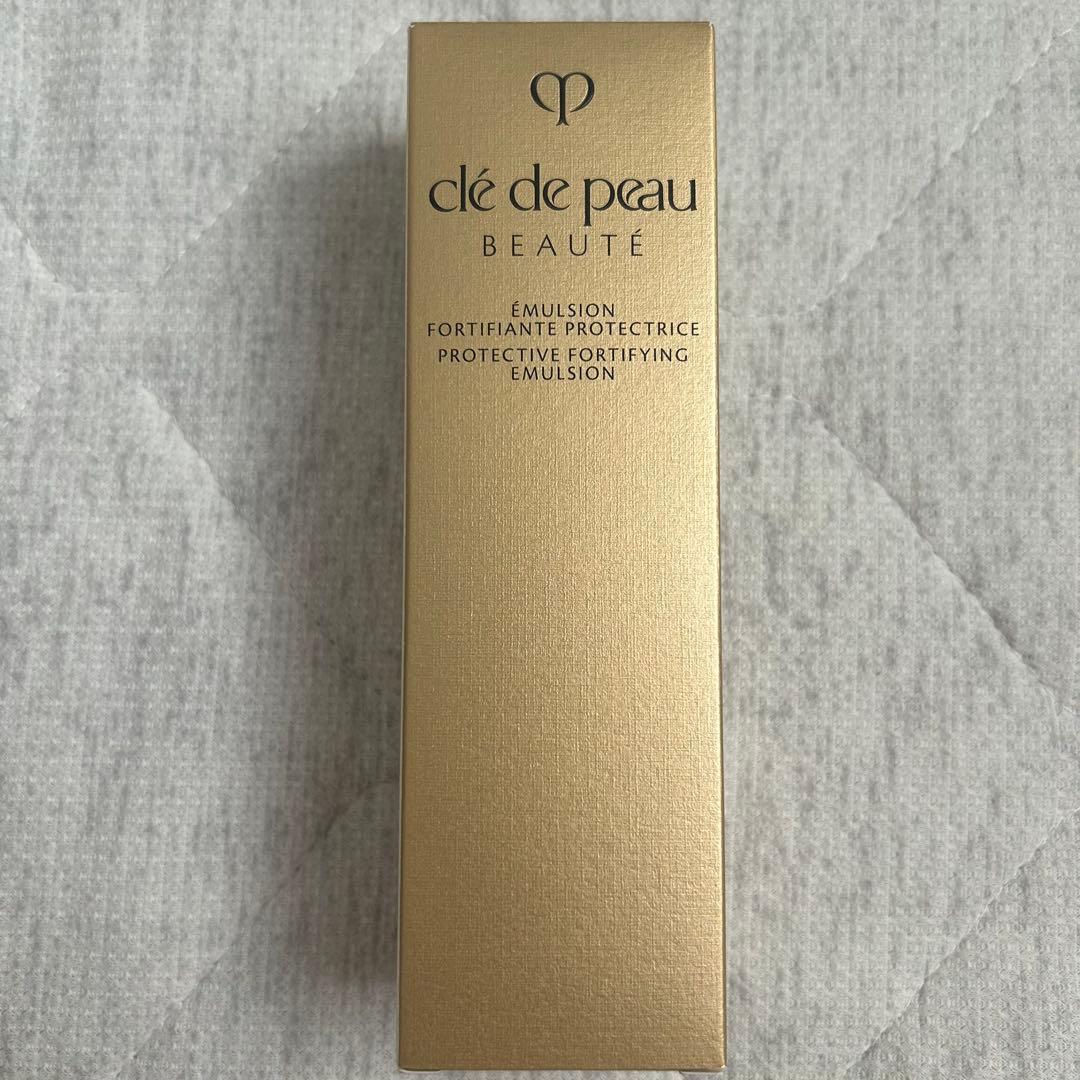 clé de peau
BEAUTÉ
ÉMULSION
FORTIFIANTE PROTECTRICE
PROTECTIVE FORTIFYING
EMULSION